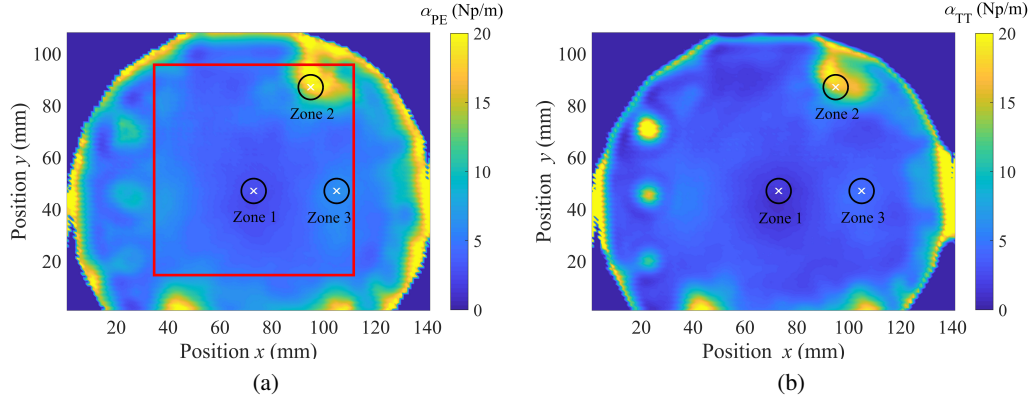 α_PE (Np/m)
100
80
60
40
20
Position y (mm)
Zone 2
Zone 1
Zone 3
20
15
10
5
0
20 40 60 80 100 120 140
Position x (mm)
(a)
α_TT (Np/m)
100
80
60
40
20
Position y (mm)
Zone 2
Zone 1
Zone 3
20
15
10
5
0
20 40 60 80 100 120 140
Position x (mm)
(b)